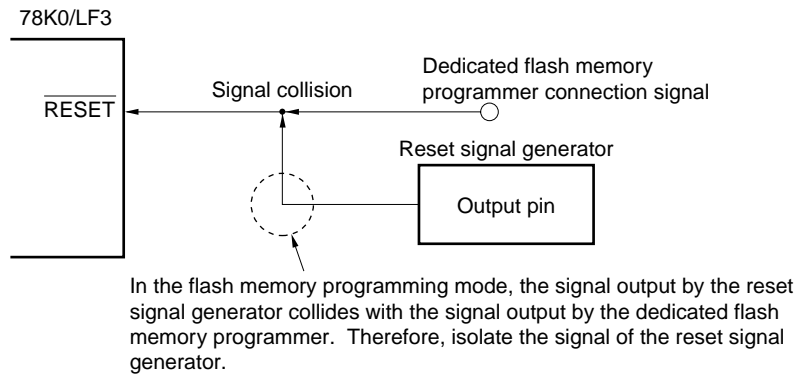 78K0/LF3
Signal collision
Dedicated flash memory
programmer connection signal
RESET
Reset signal generator
Output pin
In the flash memory programming mode, the signal output by the reset
signal generator collides with the signal output by the dedicated flash
memory programmer.  Therefore, isolate the signal of the reset signal
generator.